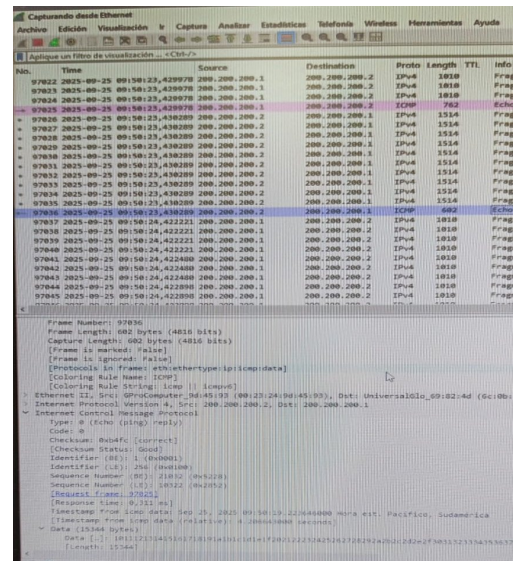 Capturando desde Ethernet
Archivo Edición Visualización Ir Captura Analizar Estadísticas Telefonía Wireless Herramientas Ayuda
Aplique un filtro de visualización ... <Ctrl-/>
No. Time Source Destination Proto Length TTL Info
97022 2025-09-25 09:50:23,429978 200.200.200.1 200.200.200.2 IPv4 1010 Frag
97023 2025-09-25 09:50:23,429978 200.200.200.1 200.200.200.2 IPv4 1010 Frag
97024 2025-09-25 09:50:23,429978 200.200.200.1 200.200.200.2 IPv4 1010 Frag
97025 2025-09-25 09:50:23,429978 200.200.200.1 200.200.200.2 ICMP 762 Echo
97026 2025-09-25 09:50:23,430289 200.200.200.2 200.200.200.1 IPv4 1514 Frag
97027 2025-09-25 09:50:23,430289 200.200.200.2 200.200.200.1 IPv4 1514 Frag
97028 2025-09-25 09:50:23,430289 200.200.200.2 200.200.200.1 IPv4 1514 Frag
97029 2025-09-25 09:50:23,430289 200.200.200.2 200.200.200.1 IPv4 1514 Frag
97030 2025-09-25 09:50:23,430289 200.200.200.2 200.200.200.1 IPv4 1514 Frag
97031 2025-09-25 09:50:23,430289 200.200.200.2 200.200.200.1 IPv4 1514 Frag
97032 2025-09-25 09:50:23,430289 200.200.200.2 200.200.200.1 IPv4 1514 Frag
97033 2025-09-25 09:50:23,430289 200.200.200.2 200.200.200.1 IPv4 1514 Frag
97034 2025-09-25 09:50:23,430289 200.200.200.2 200.200.200.1 IPv4 1514 Frag
97035 2025-09-25 09:50:23,430289 200.200.200.2 200.200.200.1 IPv4 1514 Frag
97036 2025-09-25 09:50:23,430289 200.200.200.2 200.200.200.1 ICMP 602 Echo
97037 2025-09-25 09:50:24,422221 200.200.200.1 200.200.200.2 IPv4 1010 Frag
97038 2025-09-25 09:50:24,422221 200.200.200.1 200.200.200.2 IPv4 1010 Frag
97039 2025-09-25 09:50:24,422221 200.200.200.1 200.200.200.2 IPv4 1010 Frag
97040 2025-09-25 09:50:24,422221 200.200.200.1 200.200.200.2 IPv4 1010 Frag
97041 2025-09-25 09:50:24,422480 200.200.200.1 200.200.200.2 IPv4 1010 Frag
97042 2025-09-25 09:50:24,422480 200.200.200.1 200.200.200.2 IPv4 1010 Frag
97043 2025-09-25 09:50:24,422480 200.200.200.1 200.200.200.2 IPv4 1010 Frag
97044 2025-09-25 09:50:24,422898 200.200.200.1 200.200.200.2 IPv4 1010 Frag
97045 2025-09-25 09:50:24,422898 200.200.200.1 200.200.200.2 IPv4 1010
Frame Number: 97036
Frame Length: 602 bytes (4816 bits)
Capture Length: 602 bytes (4816 bits)
[Frame is marked: False]
[Frame is ignored: False]
[Protocols in frame: eth:ethertype:ip:icmp:data]
[Coloring Rule Name: ICMP]
[Coloring Rule String: icmp || icmpv6]
Ethernet II, Src: GProComputer_9d:45:93 (00:23:24:9d:45:93), Dst: UniversalGlo_69:82:4d (6c:0b:
Internet Protocol Version 4, Src: 200.200.200.2, Dst: 200.200.200.1
Internet Control Message Protocol
Type: 0 (Echo (ping) reply)
Code: 0
Checksum: 0xb4fc [correct]
[Checksum Status: Good]
Identifier (BE): 1 (0x0001)
Identifier (LE): 256 (0x0100)
Sequence Number (BE): 21032 (0x5228)
Sequence Number (LE): 10322 (0x2852)
[Request frame: 97025]
[Response time: 0,311 ms]
Timestamp from icmp data: Sep 25, 2025 09:50:19, Hora est. Pacífico, Sudamérica
[Timestamp from icmp data (relative): seconds]
Data (15364 bytes)
[Length: 15364]